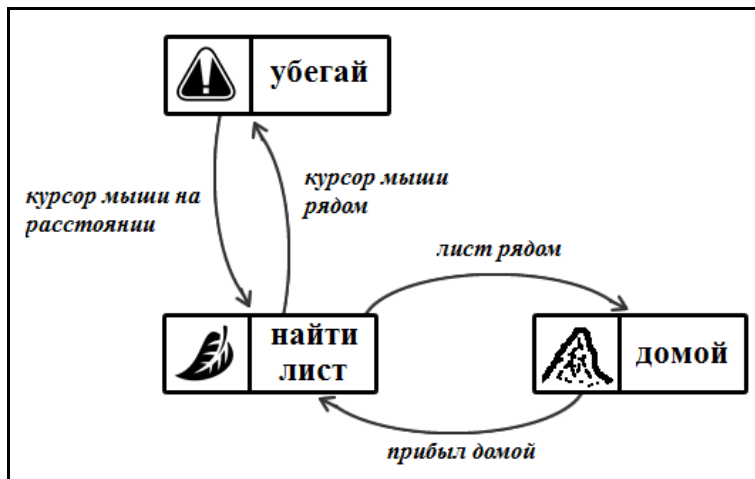 убегай
курсор мыши на
расстоянии
курсор мыши
рядом
лист рядом
найти
лист
домой
прибыл домой